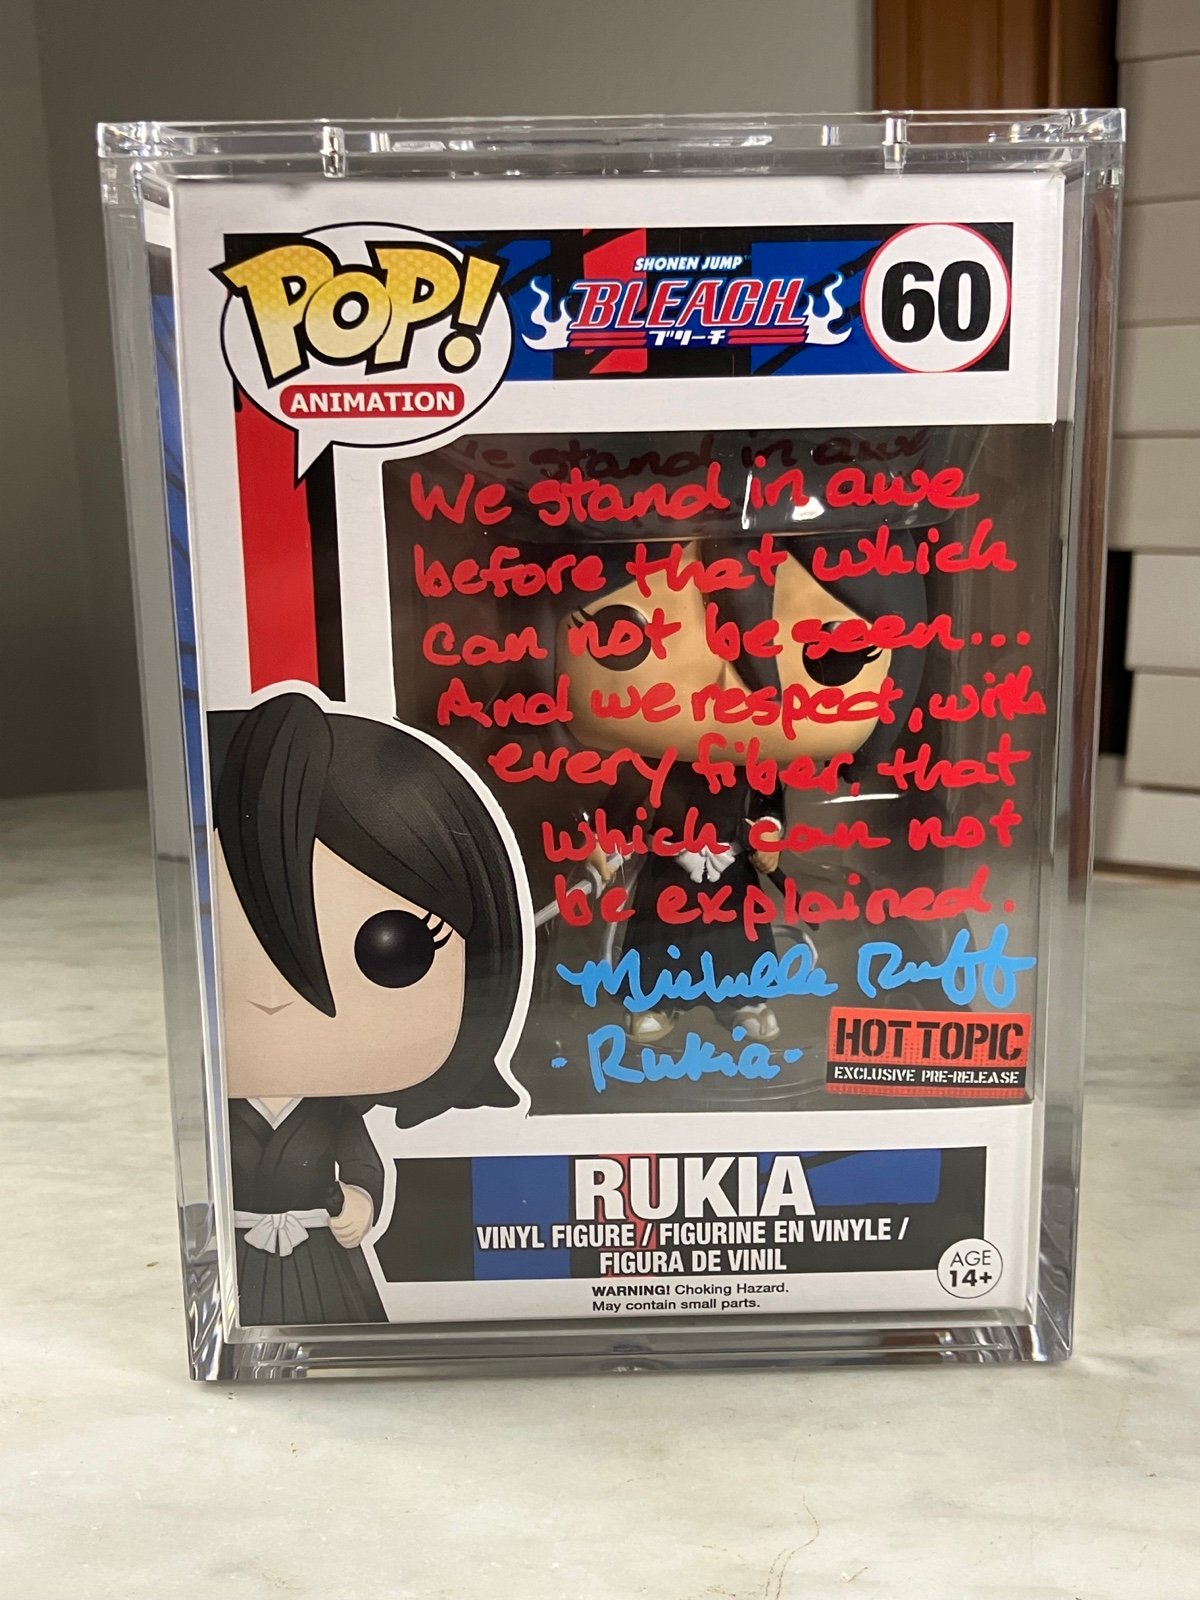 POP!
ANIMATION
SHONEN JUMP
BLEACH
ブリーチ
60
We stand in awe
before that which
can not be seen...
And we respect, with
every fiber, that
which can not
be explained.
Michelle Ruff
· Rukia ·
HOT TOPIC
EXCLUSIVE PRE-RELEASE
RUKIA
VINYL FIGURE / FIGURINE EN VINYLE /
FIGURA DE VINIL
AGE
14+
WARNING! Choking Hazard.
May contain small parts.